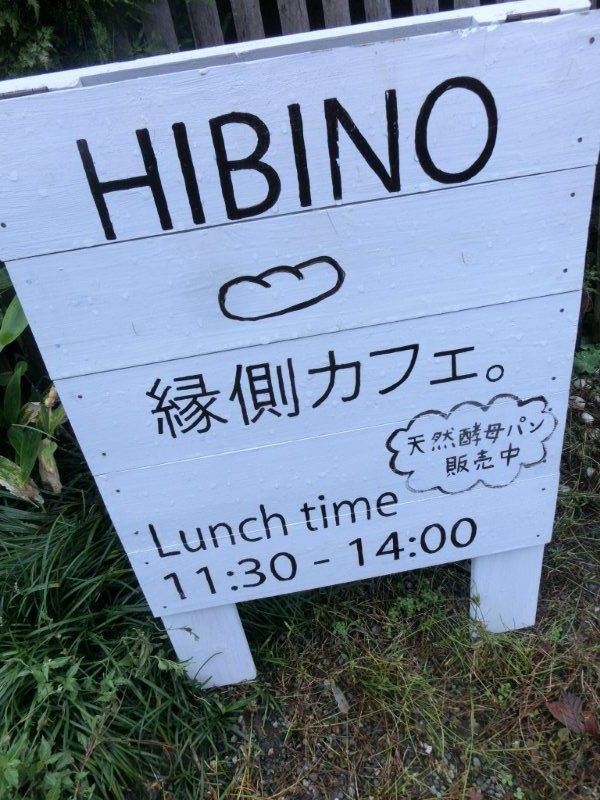 HIBINO
縁側カフェ。
天然酵母パン
販売中
Lunch time
11:30 - 14:00